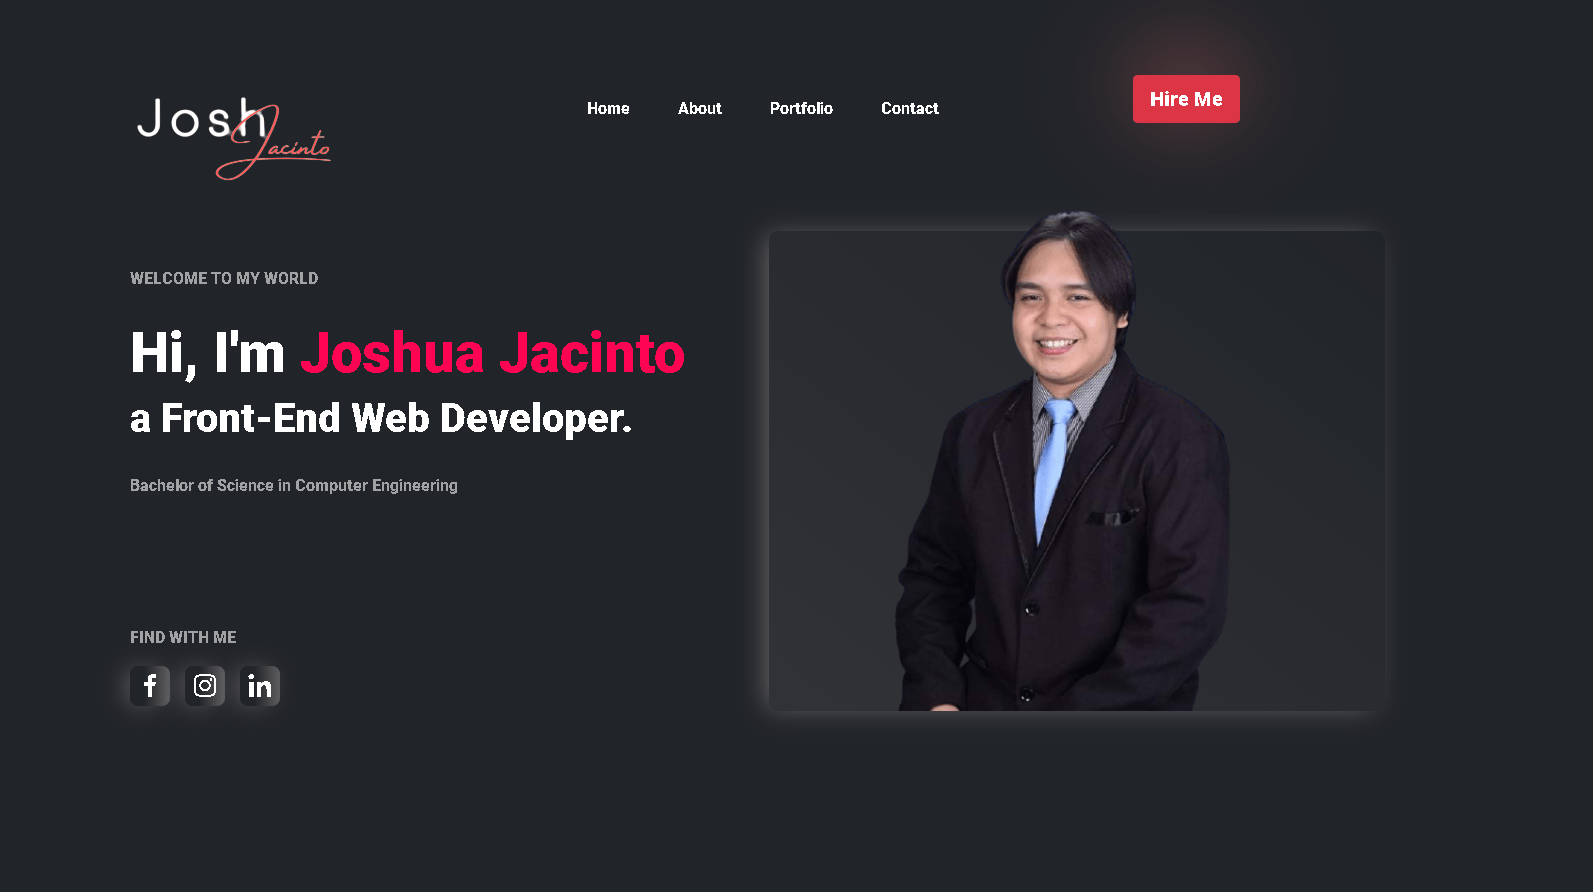 Josh
Jacinto
Home
About
Portfolio
Contact
Hire Me
WELCOME TO MY WORLD
Hi, I'm Joshua Jacinto
a Front-End Web Developer.
Bachelor of Science in Computer Engineering
FIND WITH ME